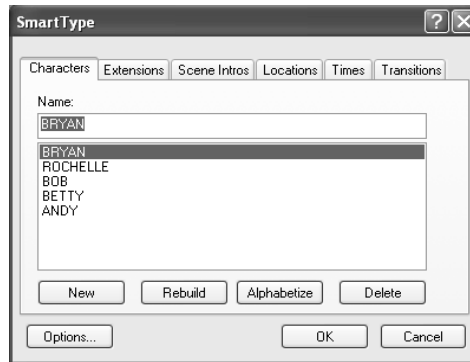 SmartType
Characters Extensions Scene Intros Locations Times Transitions
Name:
BRYAN
BRYAN
ROCHELLE
BOB
BETTY
ANDY
New Rebuild Alphabetize Delete
Options... OK Cancel